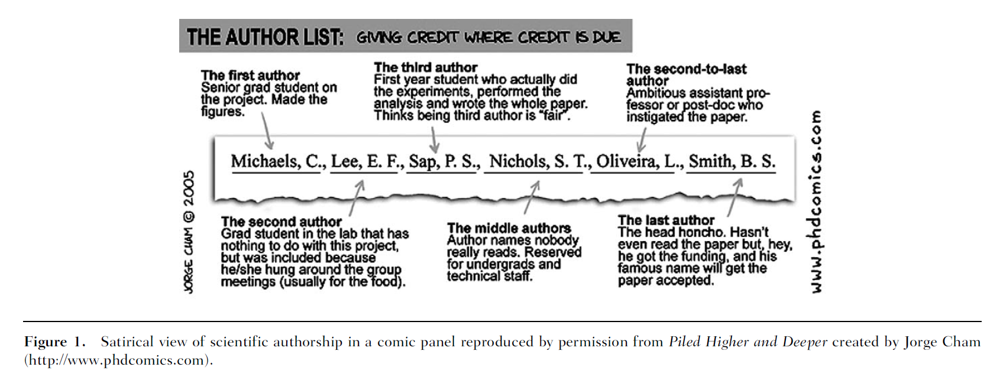 THE AUTHOR LIST: GIVING CREDIT WHERE CREDIT IS DUE
The first author
Senior grad student on
the project. Made the
figures.
The third author
First year student who actually did
the experiments, performed the
analysis and wrote the whole paper.
Thinks being third author is "fair".
The second-to-last
author
Ambitious assistant pro-
fessor or post-doc who
instigated the paper.
Michaels, C., Lee, E. F., Sap, P. S., Nichols, S. T., Oliveira, L., Smith, B. S.
The second author
Grad student in the lab that has
nothing to do with this project,
but was included because
he/she hung around the group
meetings (usually for the food).
The middle authors
Author names nobody
really reads. Reserved
for undergrads and
technical staff.
The last author
The head honcho. Hasn't
even read the paper but, hey,
he got the funding, and his
famous name will get the
paper accepted.
JORGE CHAM © 2005
www.phdcomics.com
Figure 1. Satirical view of scientific authorship in a comic panel reproduced by permission from Piled Higher and Deeper created by Jorge Cham
(http://www.phdcomics.com).